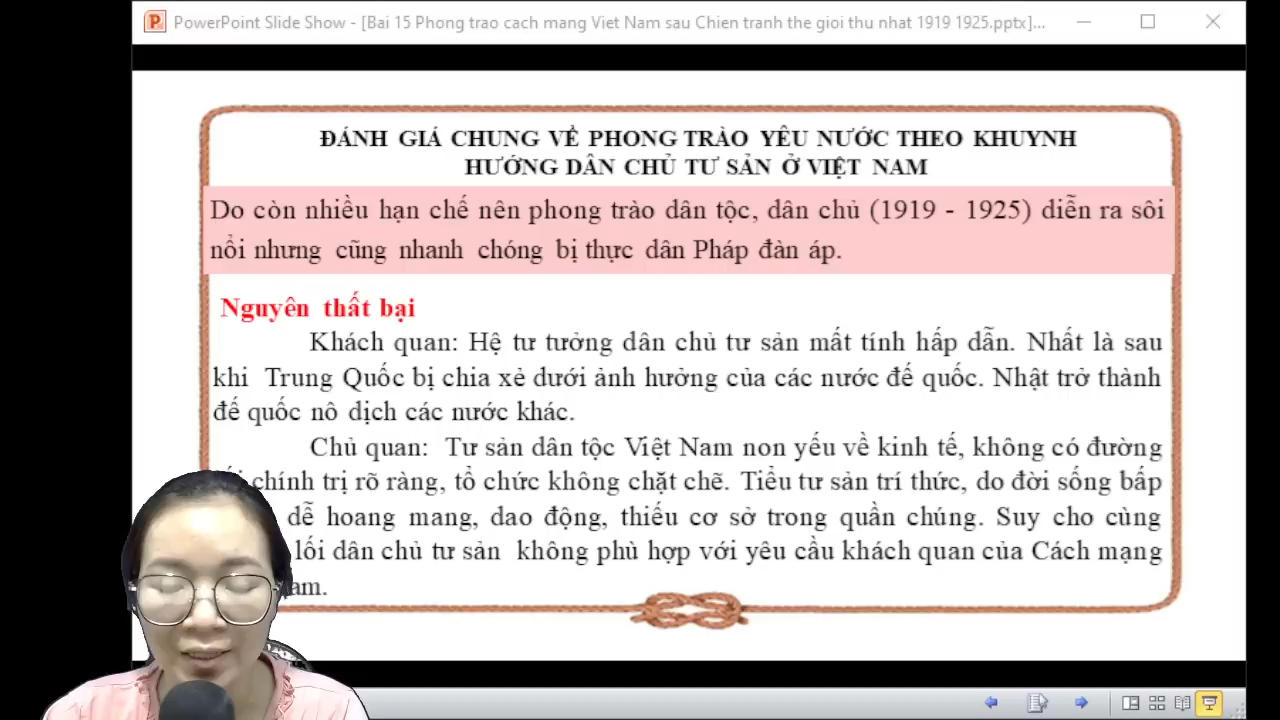 PowerPoint Slide Show - [Bai 15 Phong trao cach mang Viet Nam sau Chien tranh the gioi thu nhat 1919 1925.pptx]...
ĐÁNH GIÁ CHUNG VỀ PHONG TRÀO YÊU NƯỚC THEO KHUYNH
HƯỚNG DÂN CHỦ TƯ SẢN Ở VIỆT NAM
Do còn nhiều hạn chế nên phong trào dân tộc, dân chủ (1919 - 1925) diễn ra sôi
nổi nhưng cũng nhanh chóng bị thực dân Pháp đàn áp.
Nguyên thất bại
Khách quan: Hệ tư tưởng dân chủ tư sản mất tính hấp dẫn. Nhất là sau
khi Trung Quốc bị chia xẻ dưới ảnh hưởng của các nước đế quốc. Nhật trở thành
đế quốc nô dịch các nước khác.
Chủ quan: Tư sản dân tộc Việt Nam non yếu về kinh tế, không có đường
chính trị rõ ràng, tổ chức không chặt chẽ. Tiểu tư sản trí thức, do đời sống bấp
dễ hoang mang, dao động, thiếu cơ sở trong quần chúng. Suy cho cùng
lối dân chủ tư sản không phù hợp với yêu cầu khách quan của Cách mạng